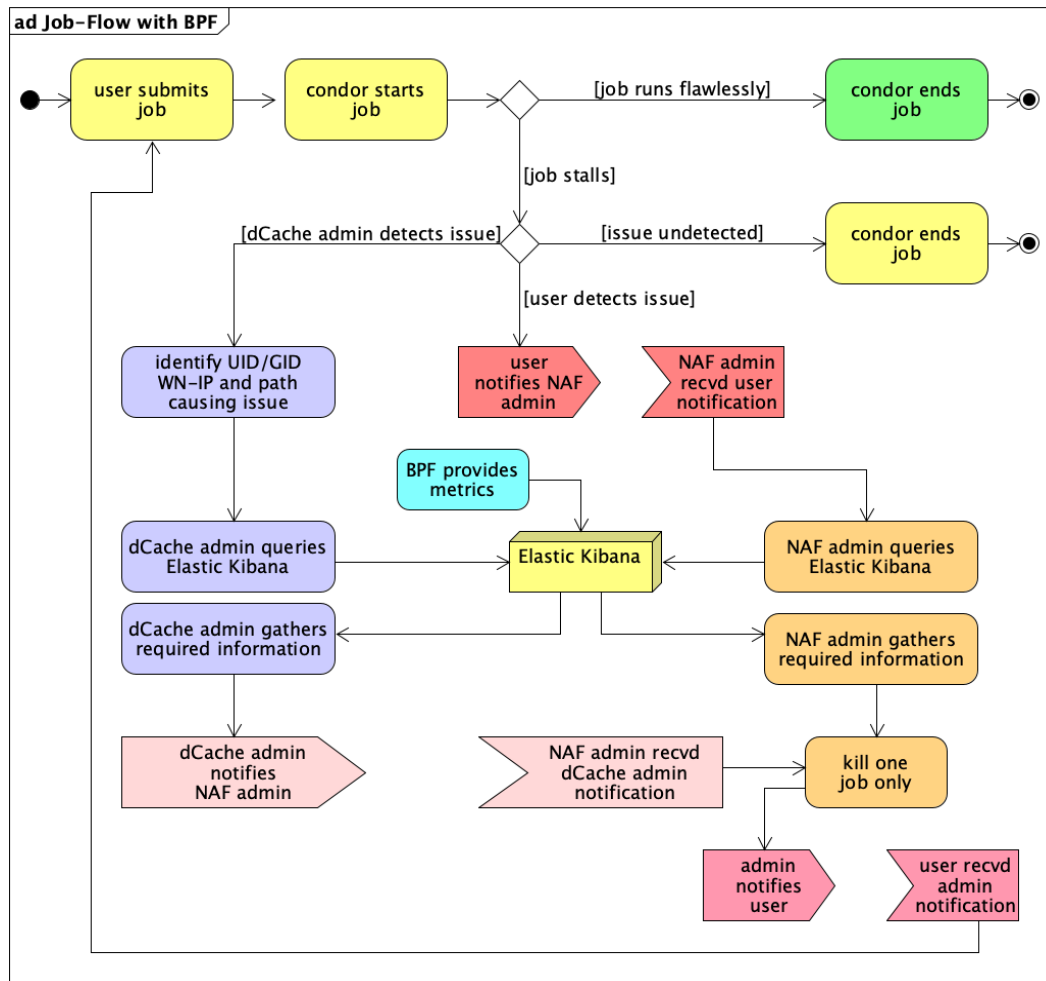 ad Job-Flow with BPF
user submits
job
condor starts
job
[job runs flawlessly]
condor ends
job
[job stalls]
[dCache admin detects issue]
[issue undetected]
condor ends
job
[user detects issue]
identify UID/GID
WN-IP and path
causing issue
user
notifies NAF
admin
NAF admin
recvd user
notification
BPF provides
metrics
dCache admin queries
Elastic Kibana
Elastic Kibana
NAF admin queries
Elastic Kibana
dCache admin gathers
required information
NAF admin gathers
required information
dCache admin
notifies
NAF admin
NAF admin recvd
dCache admin
notification
kill one
job only
admin
notifies
user
user recvd
admin
notification